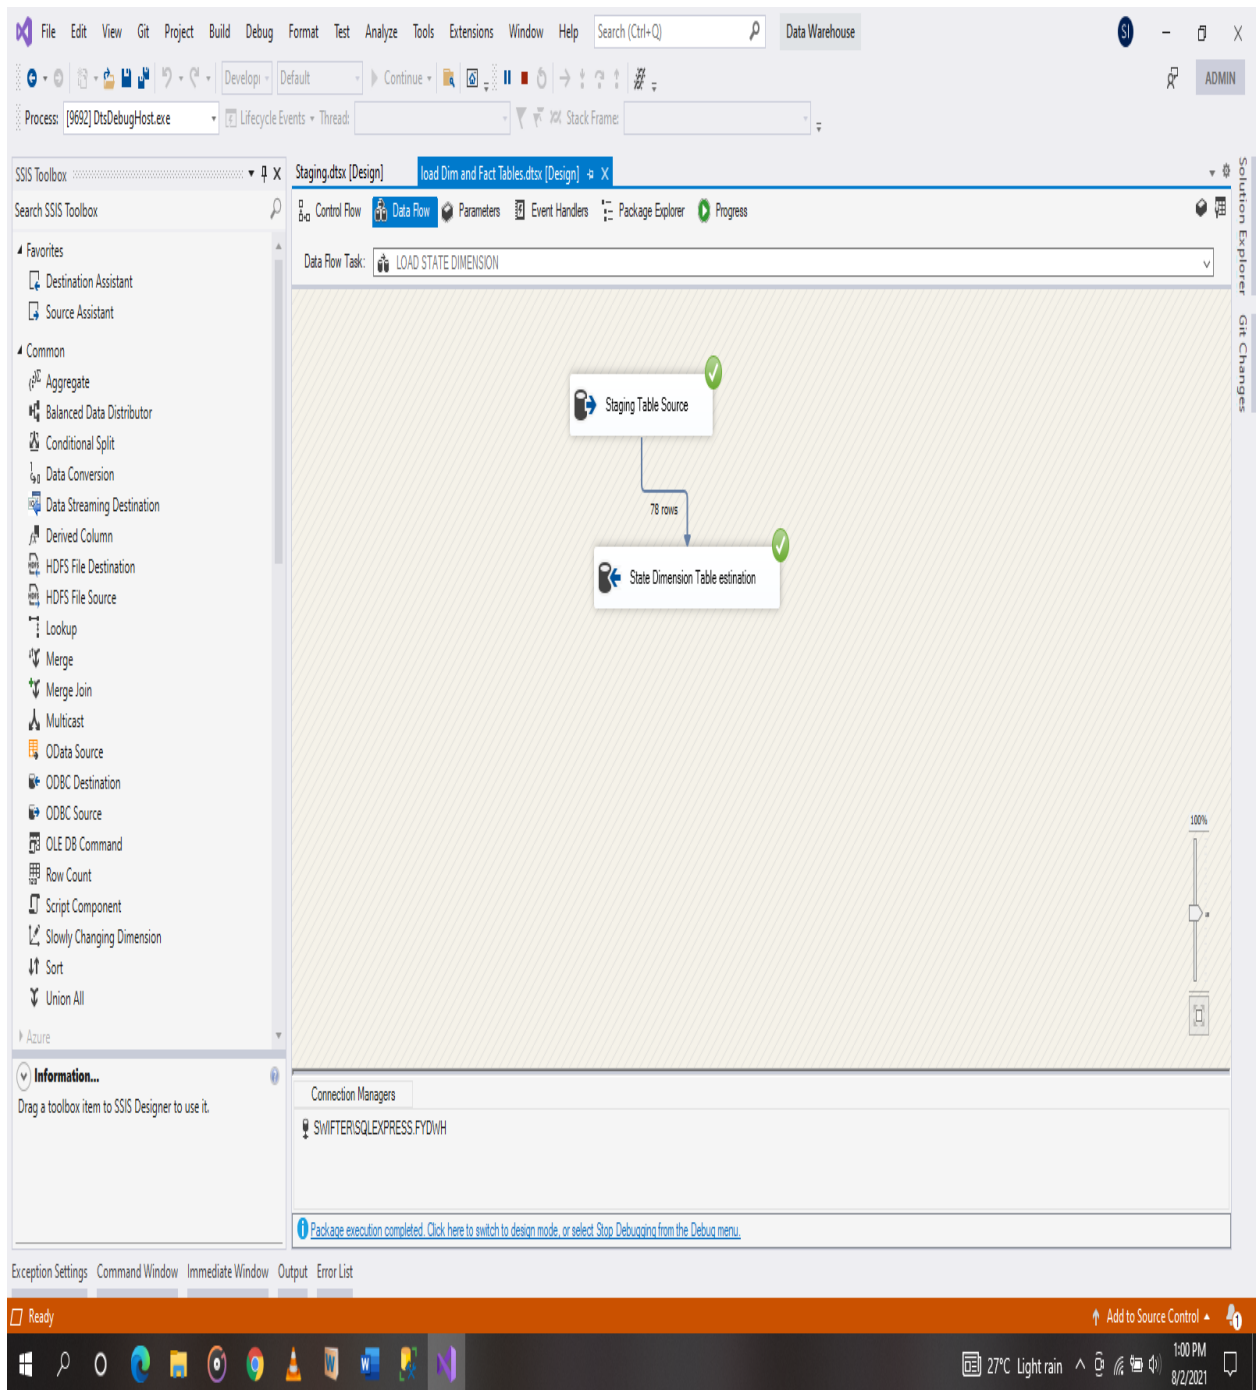 File Edit View Git Project Build Debug Format Test Analyze Tools Extensions Window Help Search (Ctrl+Q) Data Warehouse SI
Developi Default Continue ADMIN
Process: [9692] DtsDebugHost.exe Lifecycle Events Thread: Stack Frame:
SSIS Toolbox
Staging.dtsx [Design] load Dim and Fact Tables.dtsx [Design]
Search SSIS Toolbox
Control Flow Data Flow Parameters Event Handlers Package Explorer Progress
Data Flow Task: LOAD STATE DIMENSION
Solution Explorer
Git Changes
Favorites
Destination Assistant
Source Assistant
Common
Aggregate
Balanced Data Distributor
Conditional Split
Data Conversion
Data Streaming Destination
Derived Column
HDFS File Destination
HDFS File Source
Lookup
Merge
Merge Join
Multicast
OData Source
ODBC Destination
ODBC Source
OLE DB Command
Row Count
Script Component
Slowly Changing Dimension
Sort
Union All
Azure
Staging Table Source
78 rows
State Dimension Table estination
100%
Information...
Drag a toolbox item to SSIS Designer to use it.
Connection Managers
SWIFTER\SQLEXPRESS.FYDWH
Package execution completed. Click here to switch to design mode, or select Stop Debugging from the Debug menu.
Exception Settings Command Window Immediate Window Output Error List
Ready Add to Source Control 1
27°C Light rain 1:00 PM
8/2/2021